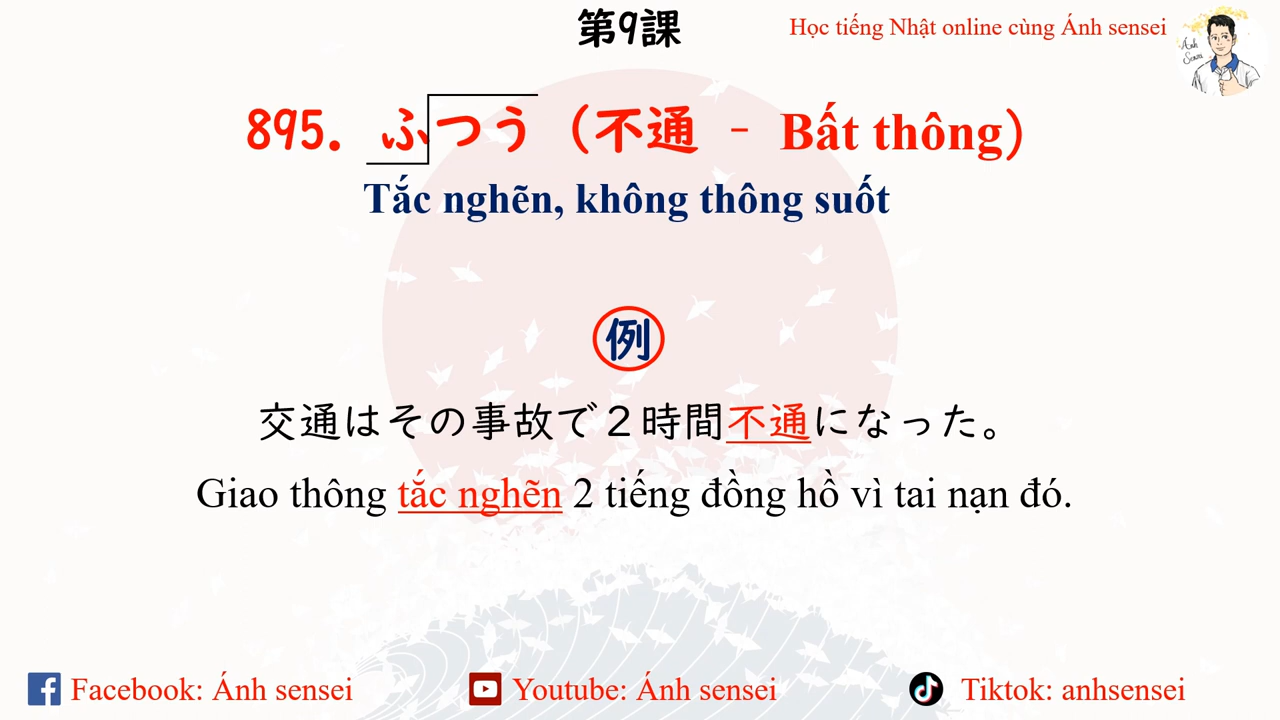 第9課
Học tiếng Nhật online cùng Ánh sensei
Ánh Sensei
895. ふつう（不通 - Bất thông）
Tắc nghẽn, không thông suốt
例
交通はその事故で２時間不通になった。
Giao thông tắc nghẽn 2 tiếng đồng hồ vì tai nạn đó.
Facebook: Ánh sensei
Youtube: Ánh sensei
Tiktok: anhsensei